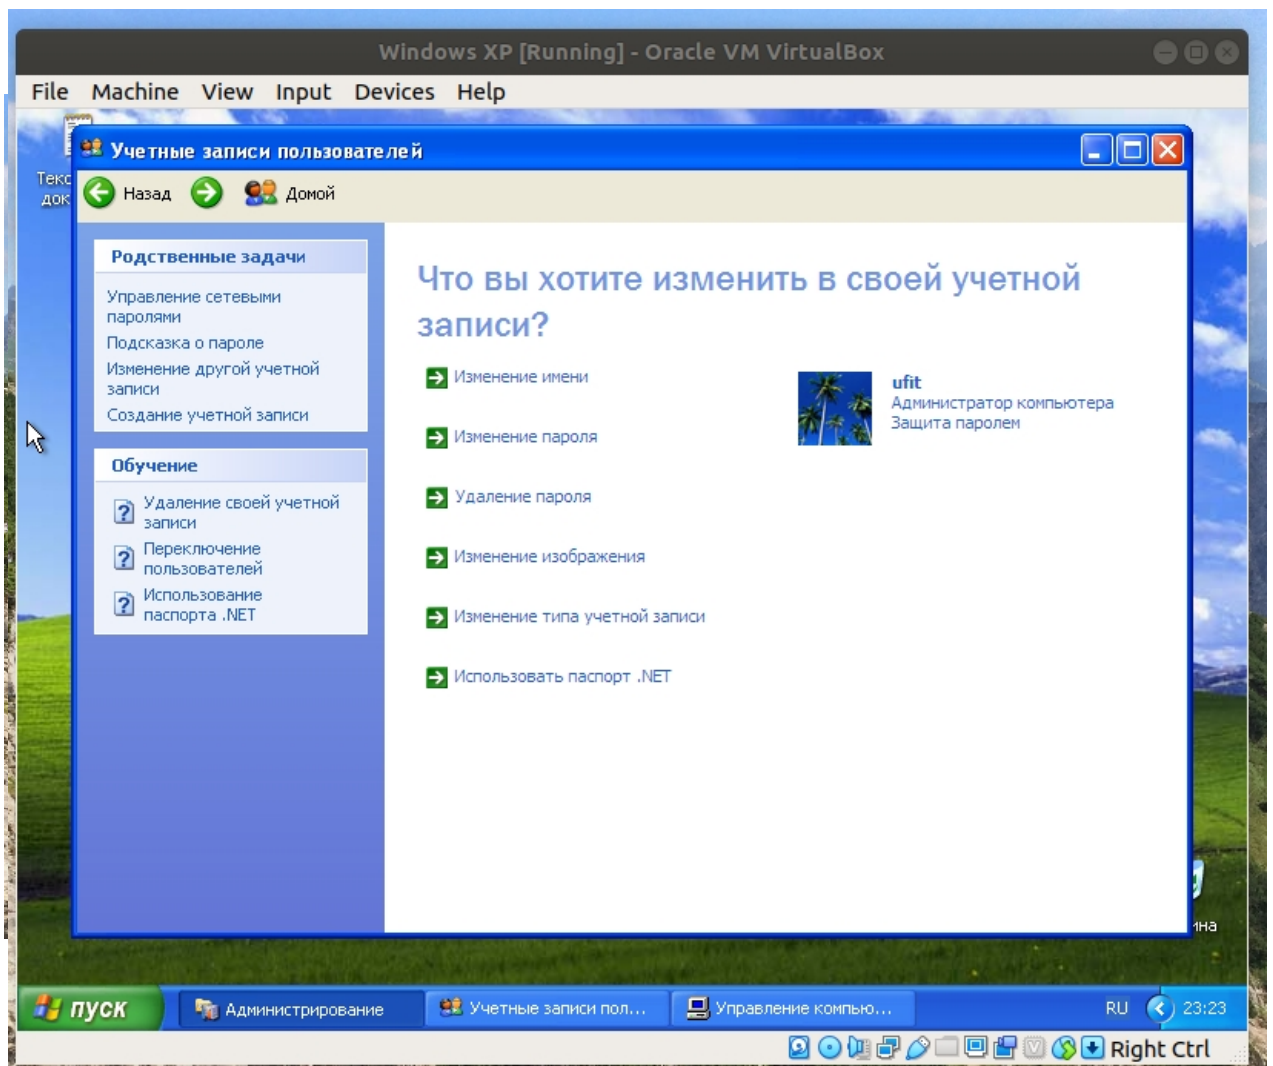 Windows XP [Running] - Oracle VM VirtualBox
File Machine View Input Devices Help
Учетные записи пользователей
Назад Домой
Родственные задачи
Управление сетевыми
паролями
Подсказка о пароле
Изменение другой учетной
записи
Создание учетной записи
Обучение
Удаление своей учетной
записи
Переключение
пользователей
Использование
паспорта .NET
Что вы хотите изменить в своей учетной
записи?
Изменение имени
Изменение пароля
Удаление пароля
Изменение изображения
Изменение типа учетной записи
Использовать паспорт .NET
ufit
Администратор компьютера
Защита паролем
пуск Администрирование Учетные записи пол... Управление компью... RU 23:23
Right Ctrl